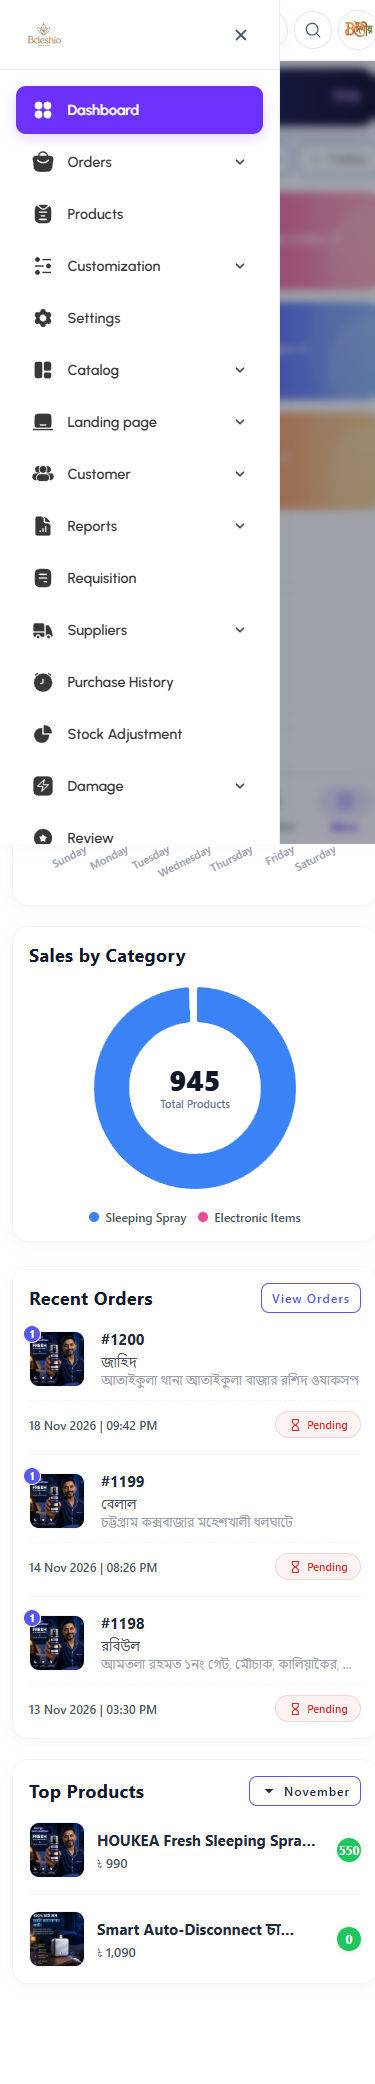 Bdeshio
Dashboard
Orders
Products
Customization
Settings
Catalog
Landing page
Customer
Reports
Requisition
Suppliers
Purchase History
Stock Adjustment
Damage
Review
Sunday Monday Tuesday Wednesday Thursday Friday Saturday
Sales by Category
945
Total Products
Sleeping Spray Electronic Items
Recent Orders View Orders
1 #1200
জাহিদ
আতাইকুলা থানা আতাইকুলা বাজার রশিদ ওয়াকসপ
18 Nov 2026 | 09:42 PM Pending
1 #1199
বেলাল
চট্টগ্রাম কক্সবাজার মহেশখালী ধলঘাটে
14 Nov 2026 | 08:26 PM Pending
1 #1198
রবিউল
আমতলা রহমত ১নং গেট, মৌচাক, কালিয়াকৈর, ...
13 Nov 2026 | 03:30 PM Pending
Top Products November
HOUKEA Fresh Sleeping Spra... 550
৳ 990
Smart Auto-Disconnect চা... 0
৳ 1,090